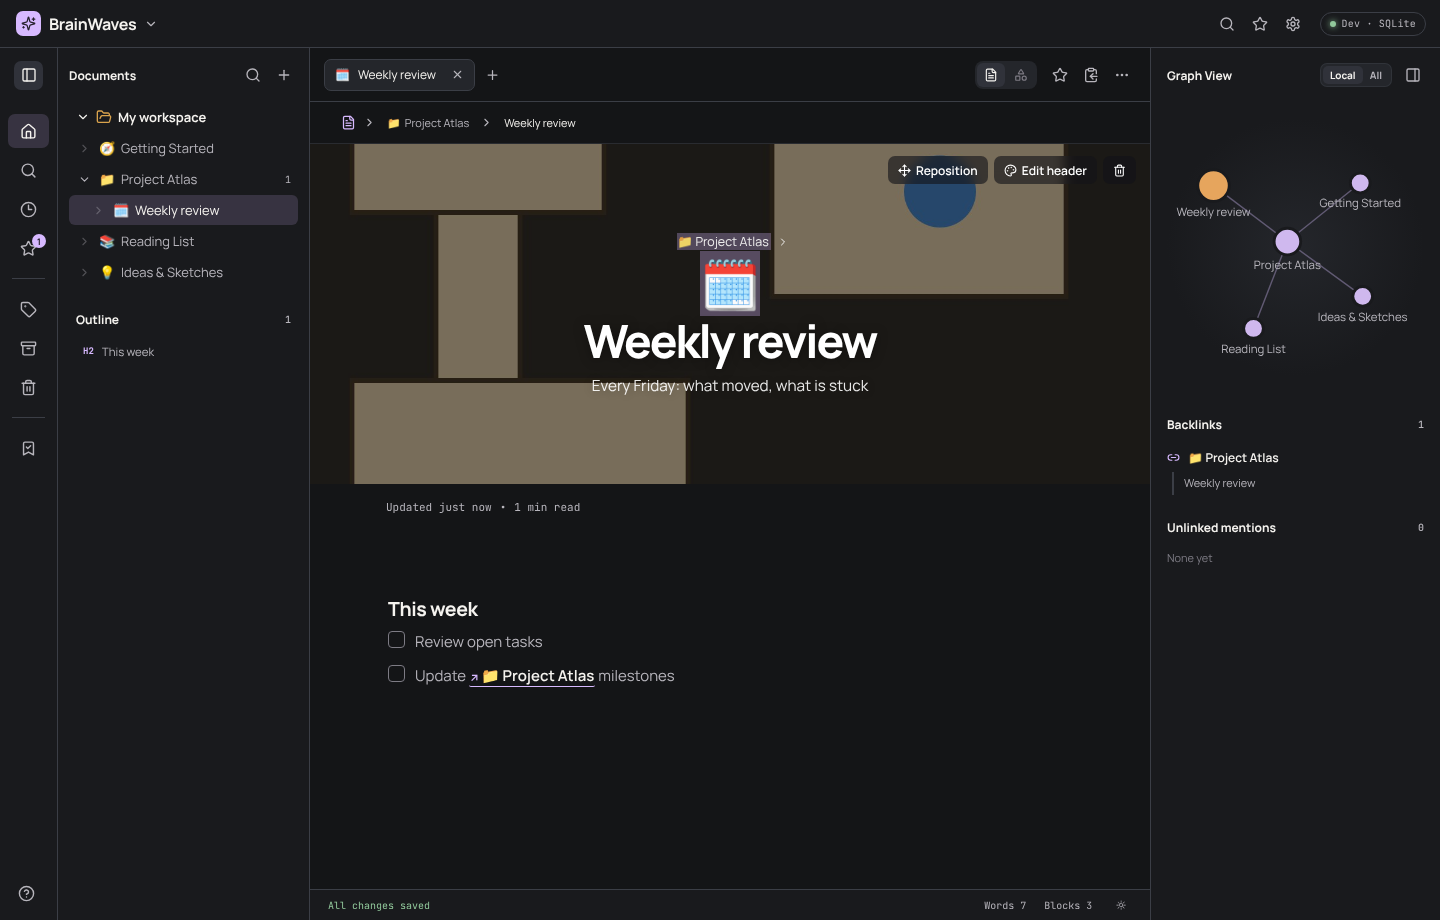 BrainWaves
Dev · SQLite
Documents
My workspace
Getting Started
Project Atlas 1
Weekly review
1
Reading List
Ideas & Sketches
Outline 1
H2 This week
Weekly review
Project Atlas
Weekly review
Reposition
Edit header
Project Atlas
Weekly review
Every Friday: what moved, what is stuck
Updated just now • 1 min read
This week
Review open tasks
Update Project Atlas milestones
All changes saved
Words 7
Blocks 3
Graph View
Local
All
Weekly review
Getting Started
Project Atlas
Ideas & Sketches
Reading List
Backlinks 1
Project Atlas
Weekly review
Unlinked mentions 0
None yet